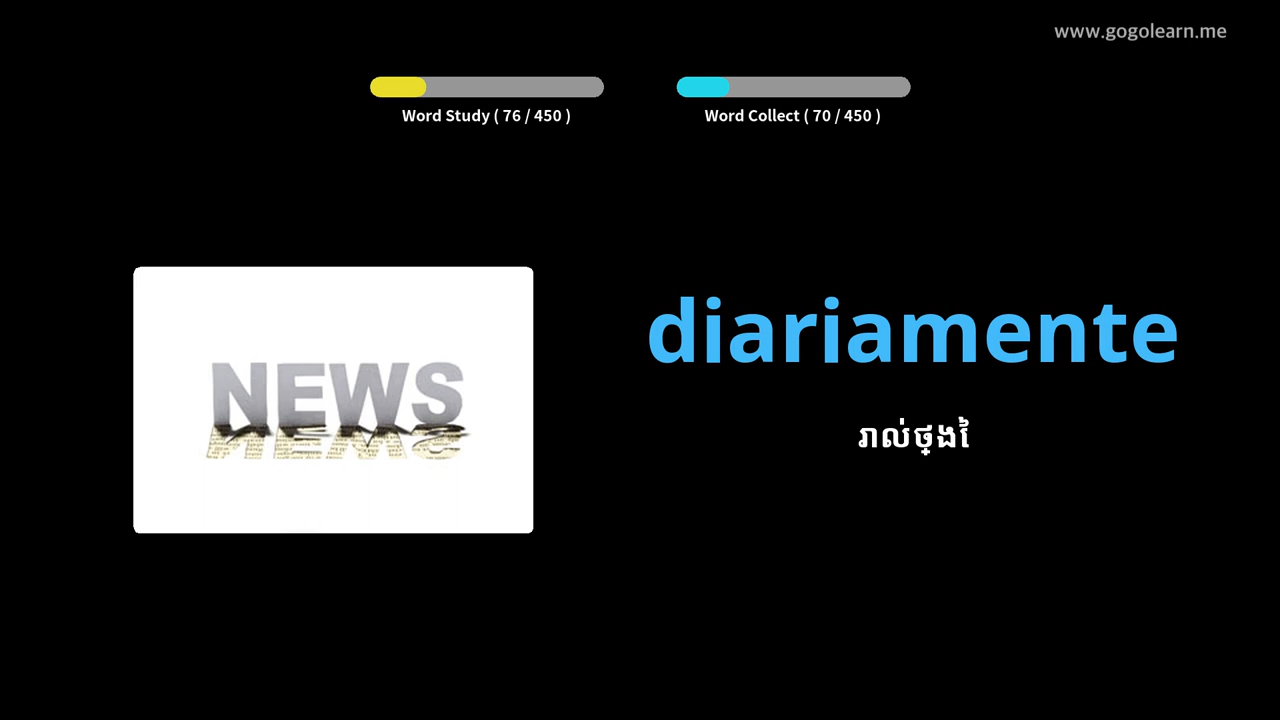 www.gogolearn.me
Word Study ( 76 / 450 )
Word Collect ( 70 / 450 )
NEWS
diariamente
រាល់ថ្ងៃ